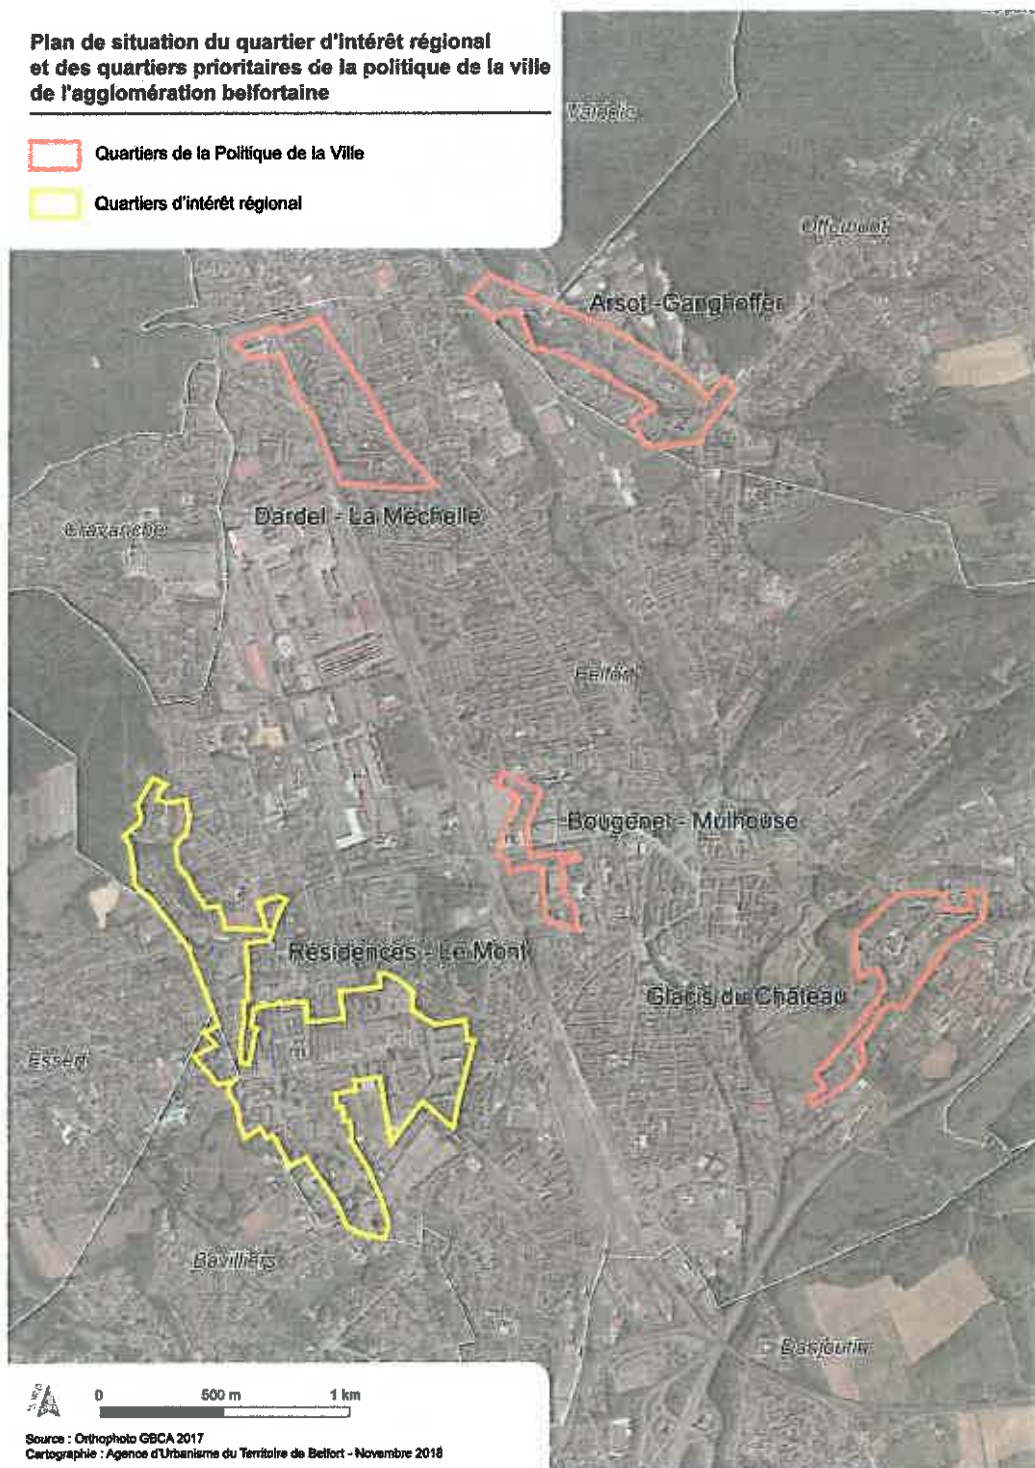 Plan de situation du quartier d'intérêt régional
et des quartiers prioritaires de la politique de la ville
de l'agglomération belfortaine
Quartiers de la Politique de la Ville
Quartiers d'intérêt régional
Valdoie
Offemont
Arsot -Ganghoffer
Dardel - La Méchelle
Cravanche
Belfort
Bougenel - Mulhouse
Résidences - Le Mont
Glacis du Château
Essert
Bavilliers
Danjoutin
0 500 m 1 km
Source : Orthophoto GBCA 2017
Cartographie : Agence d'Urbanisme du Territoire de Belfort - Novembre 2018